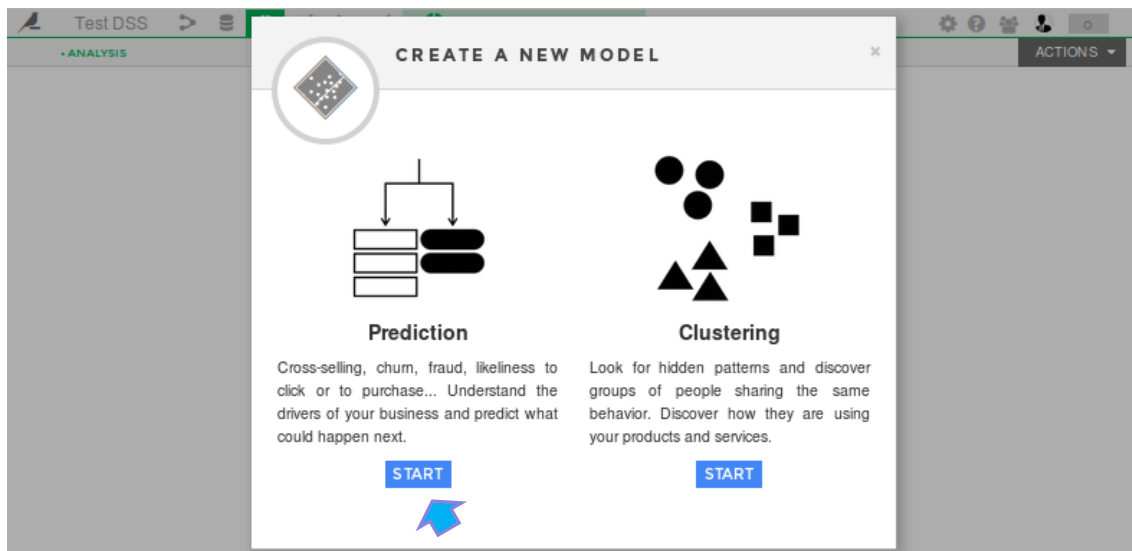 Test DSS
0
ANALYSIS
ACTIONS
CREATE A NEW MODEL
×
Prediction
Cross-selling, churn, fraud, likeliness to
click or to purchase... Understand the
drivers of your business and predict what
could happen next.
START
Clustering
Look for hidden patterns and discover
groups of people sharing the same
behavior. Discover how they are using
your products and services.
START